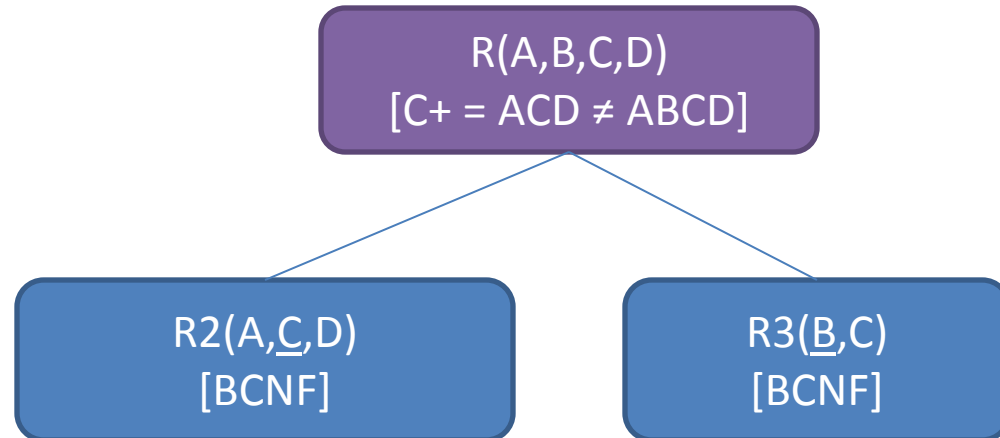 R(A,B,C,D)
[C+ = ACD ≠ ABCD]
R2(A,C,D)
[BCNF]
R3(B,C)
[BCNF]